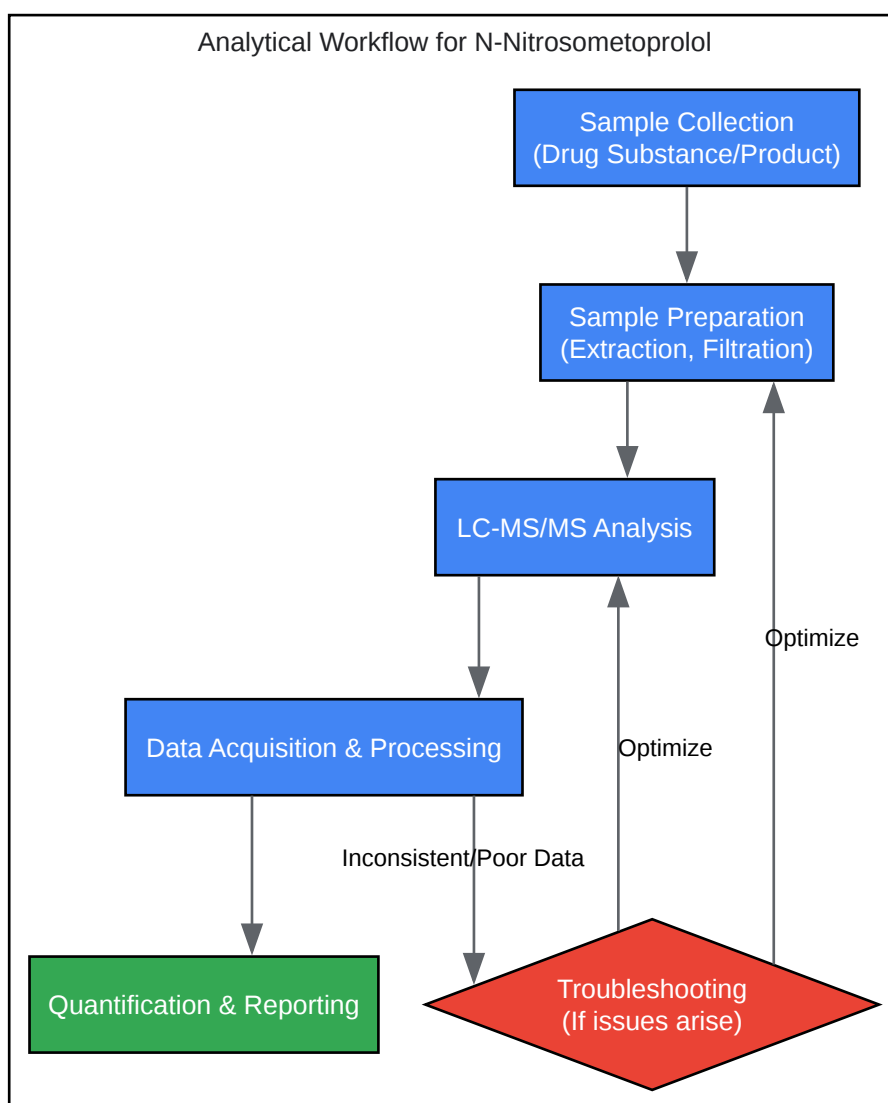 Analytical Workflow for N-Nitrosometoprolol
Sample Collection
(Drug Substance/Product)
Sample Preparation
(Extraction, Filtration)
LC-MS/MS Analysis
Optimize
Data Acquisition & Processing
Optimize
Inconsistent/Poor Data
Quantification & Reporting
Troubleshooting
(If issues arise)